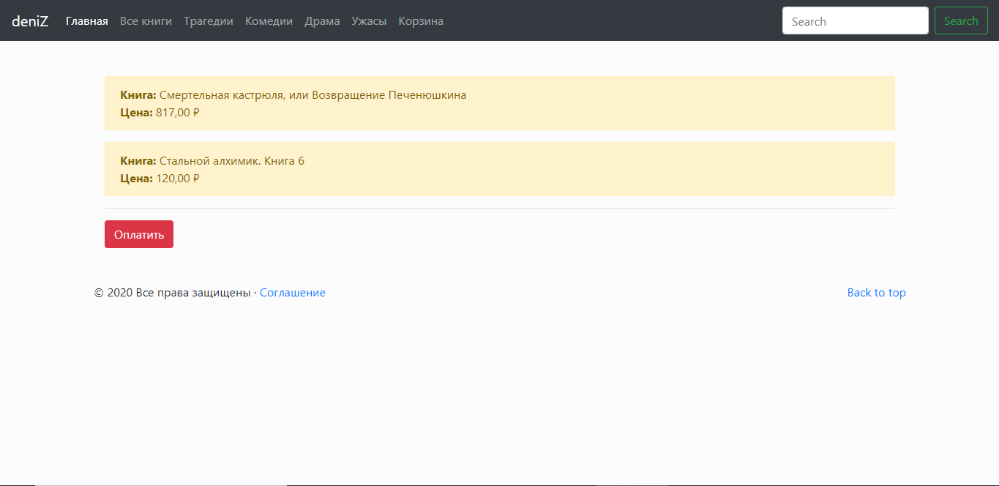 deniZ Главная Все книги Трагедии Комедии Драма Ужасы Корзина Search Search
Книга: Смертельная кастрюля, или Возвращение Печенюшкина
Цена: 817,00 ₽
Книга: Стальной алхимик. Книга 6
Цена: 120,00 ₽
Оплатить
© 2020 Все права защищены · Соглашение Back to top